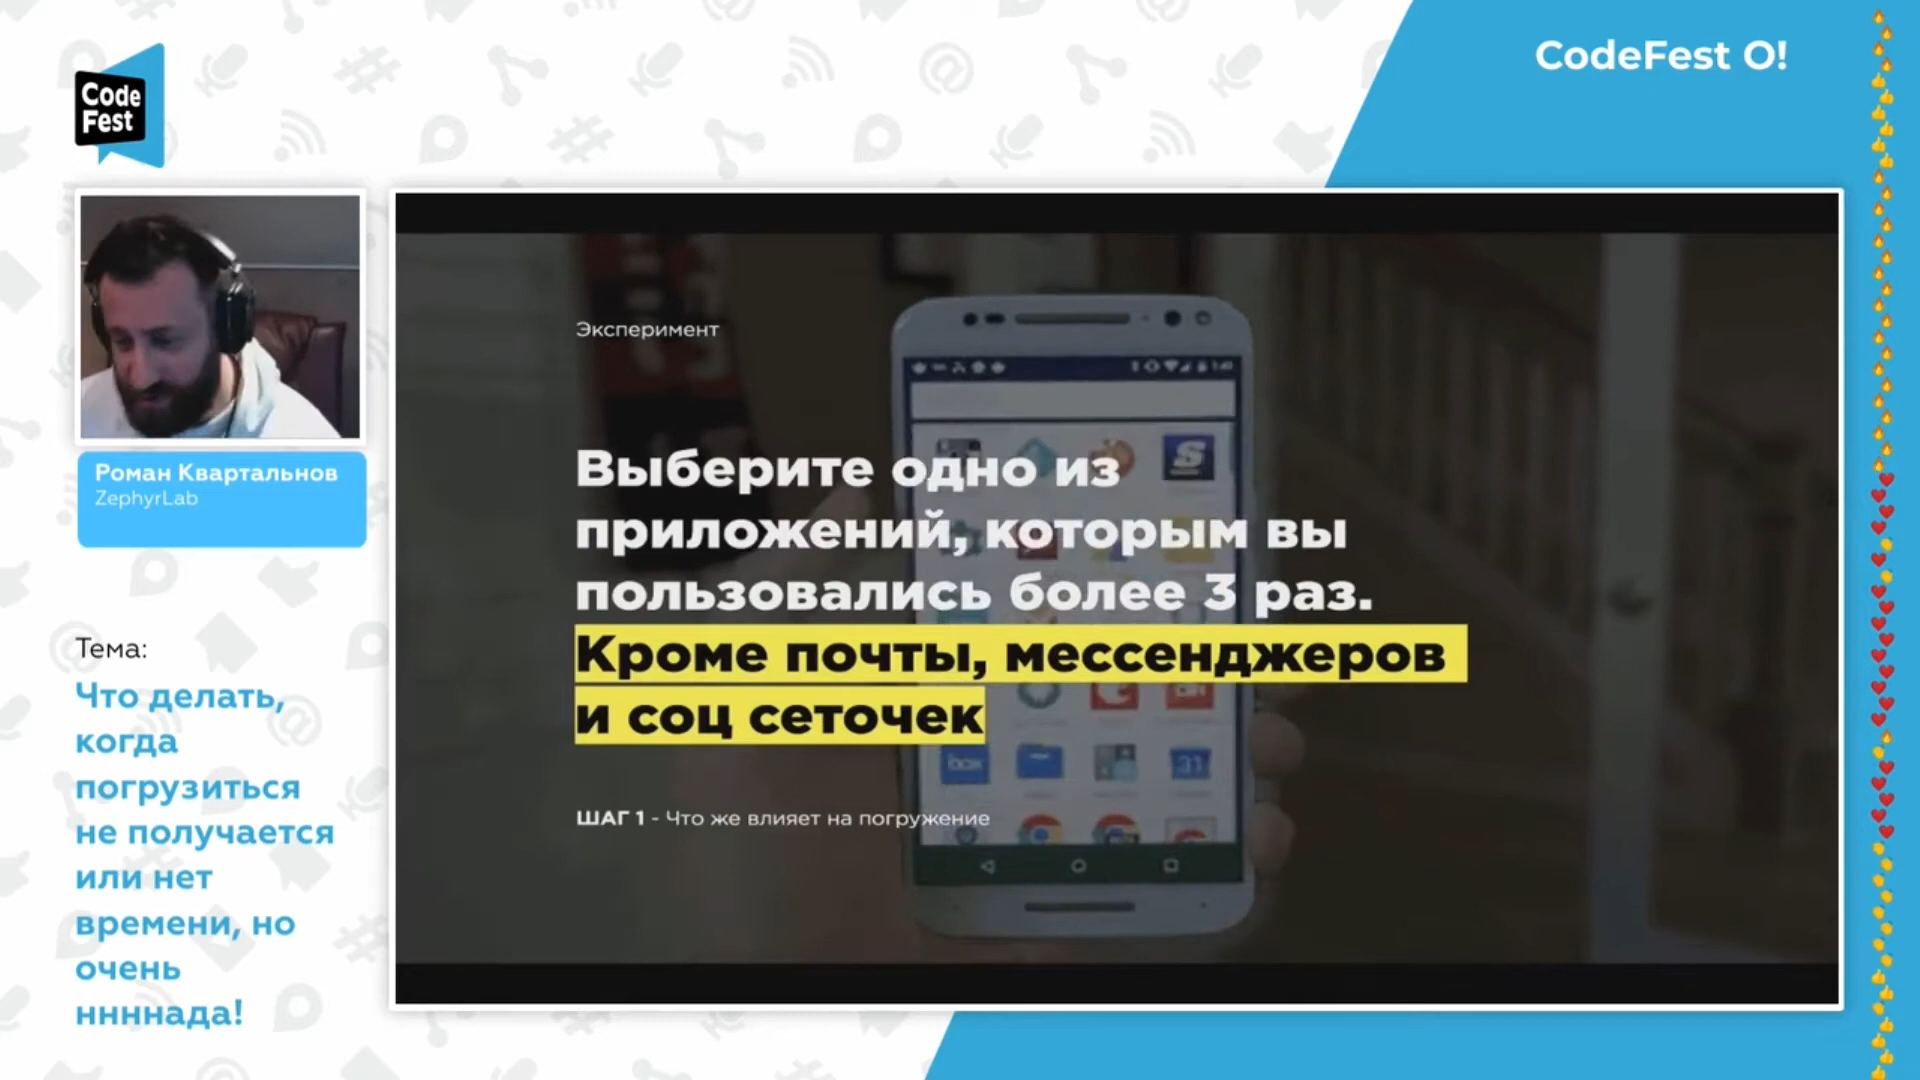 Code
Fest
CodeFest O!
Роман Квартальнов
ZephyrLab
Тема:
Что делать,
когда
погрузиться
не получается
или нет
времени, но
очень
ннннада!
Эксперимент
Выберите одно из
приложений, которым вы
пользовались более 3 раз.
Кроме почты, мессенджеров
и соц сеточек
ШАГ 1 - Что же влияет на погружение
box
31